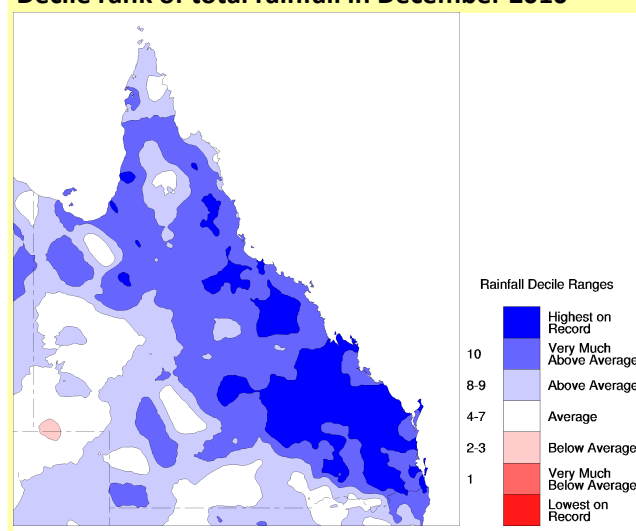 Decile rank of total rainfall in December 2010
Rainfall Decile Ranges
Highest on
Record
10
Very Much
Above Average
8-9
Above Average
4-7
Average
2-3
Below Average
1
Very Much
Below Average
Lowest on
Record